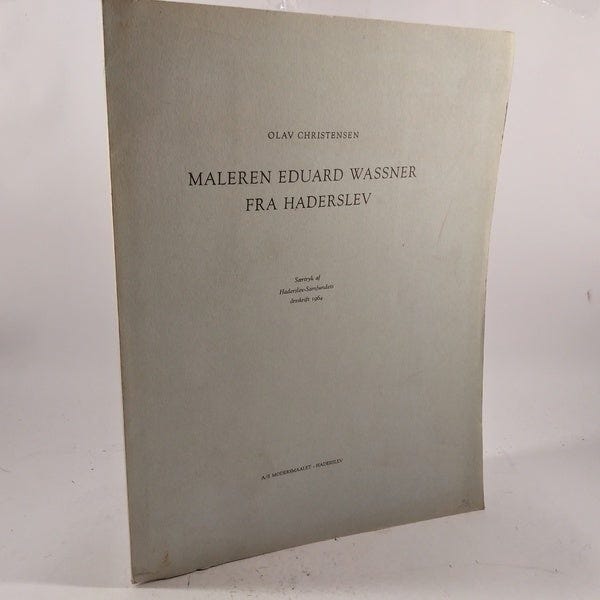 OLAV CHRISTENSEN
MALEREN EDUARD WASSNER
FRA HADERSLEV
Særtryk af
Haderslev-Samfundets
årsskrift 1964
A/S MODERSMAALET - HADERSLEV